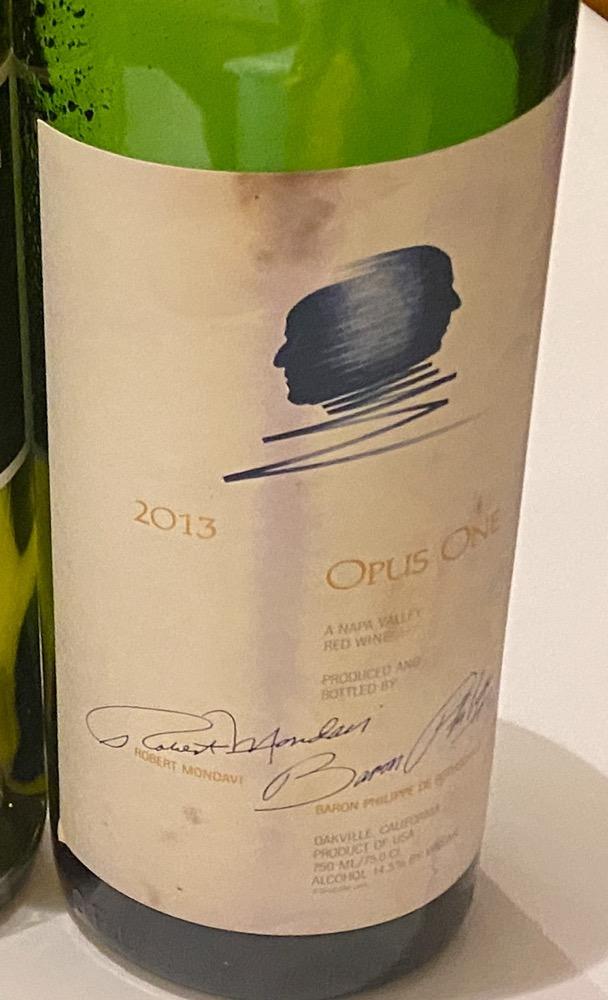 2013
OPUS ONE
A NAPA VALLEY
RED WINE
PRODUCED AND
BOTTLED BY
Robert Mondavi
ROBERT MONDAVI
Baron Philippe
BARON PHILIPPE DE ROTHSCHILD
OAKVILLE, CALIFORNIA
PRODUCT OF USA
750 ML/75.0 CL
ALCOHOL 14.5% BY VOLUME